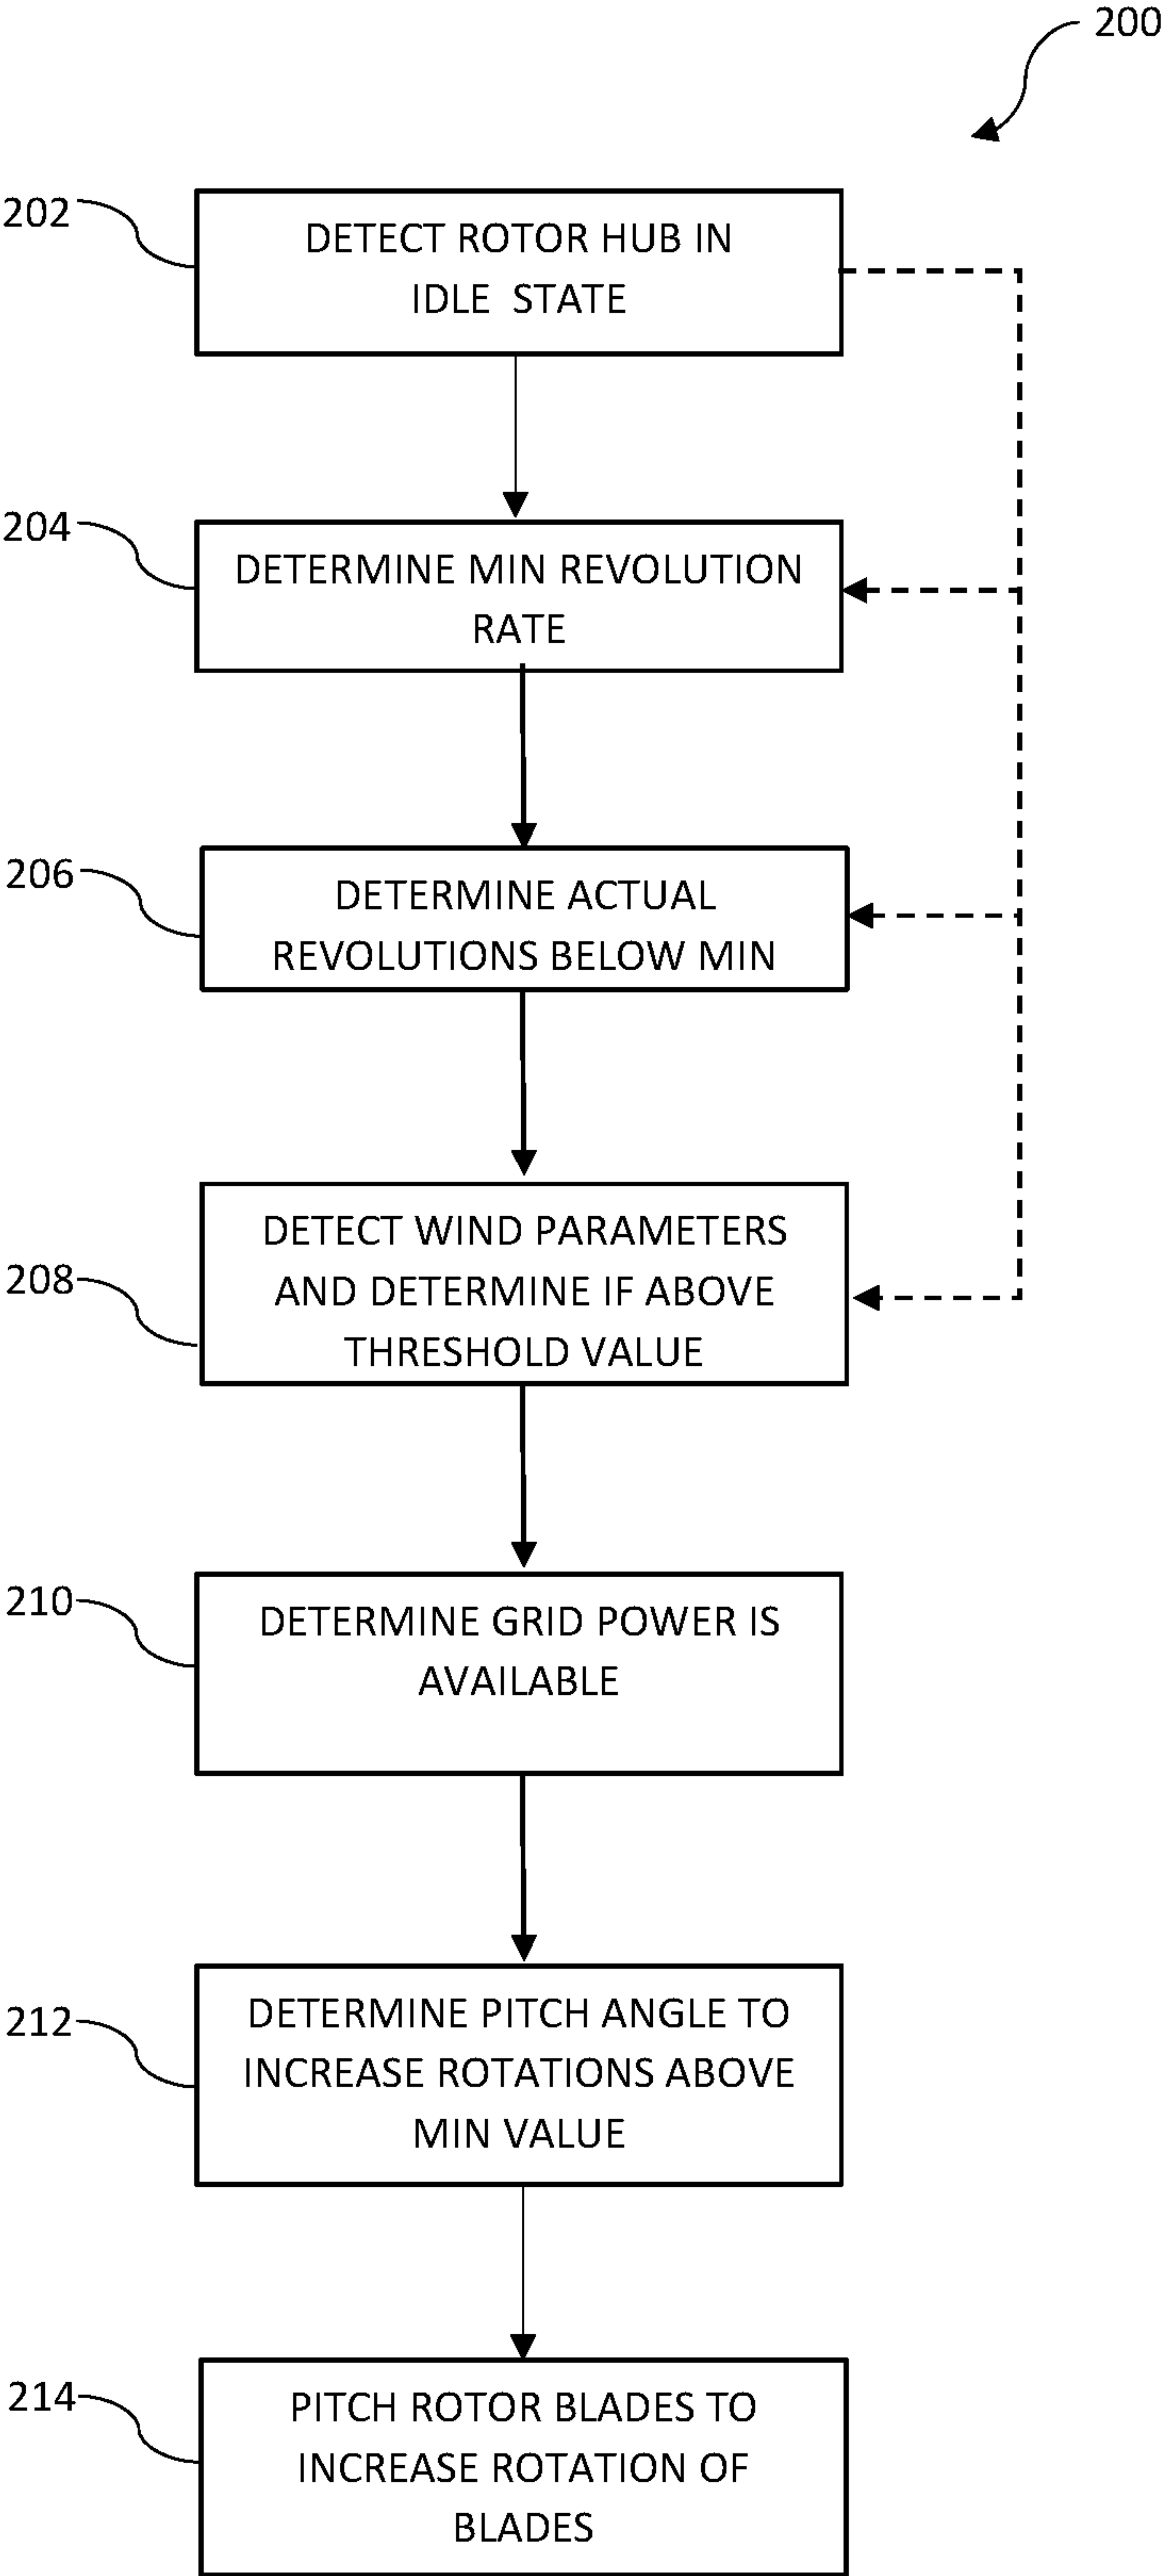 200
202
DETECT ROTOR HUB IN
IDLE STATE
204
DETERMINE MIN REVOLUTION
RATE
206
DETERMINE ACTUAL
REVOLUTIONS BELOW MIN
208
DETECT WIND PARAMETERS
AND DETERMINE IF ABOVE
THRESHOLD VALUE
210
DETERMINE GRID POWER IS
AVAILABLE
212
DETERMINE PITCH ANGLE TO
INCREASE ROTATIONS ABOVE
MIN VALUE
214
PITCH ROTOR BLADES TO
INCREASE ROTATION OF
BLADES